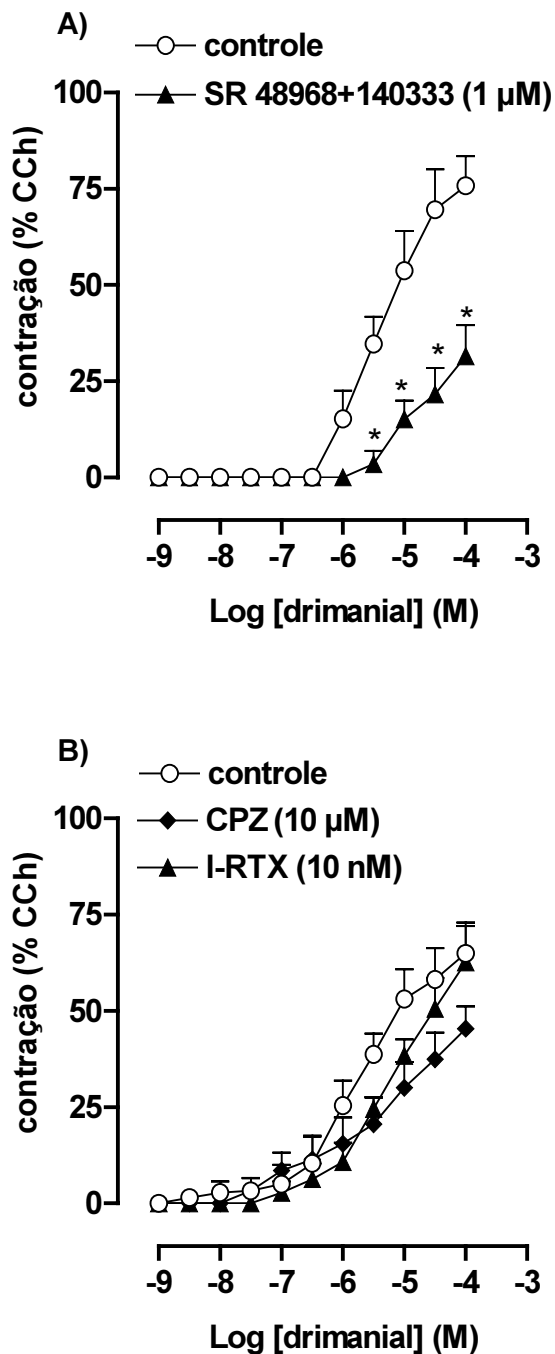 A)
controle
SR 48968+140333 (1 µM)
100
75
50
25
0
contração (% CCh)
*
*
*
*
-9 -8 -7 -6 -5 -4 -3
Log [drimanial] (M)
B)
controle
CPZ (10 µM)
I-RTX (10 nM)
100
75
50
25
0
contração (% CCh)
-9 -8 -7 -6 -5 -4 -3
Log [drimanial] (M)